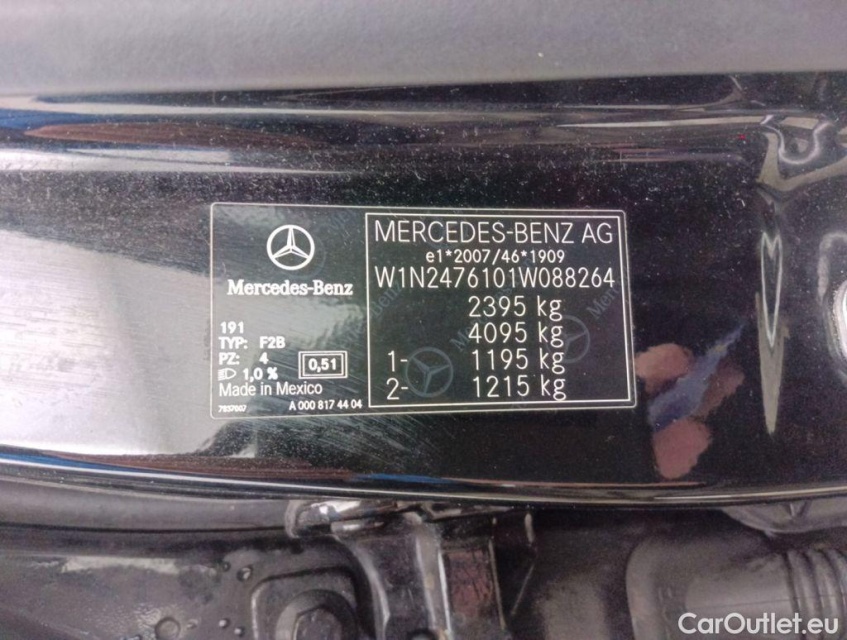 Mercedes-Benz
191
TYP: F2B
PZ: 4
1,0 %
0,51
Made in Mexico
7937007
A 000 817 44 04
MERCEDES-BENZ AG
e1*2007/46*1909
W1N2476101W088264
2395 kg
4095 kg
1- 1195 kg
2- 1215 kg
CarOutlet.eu